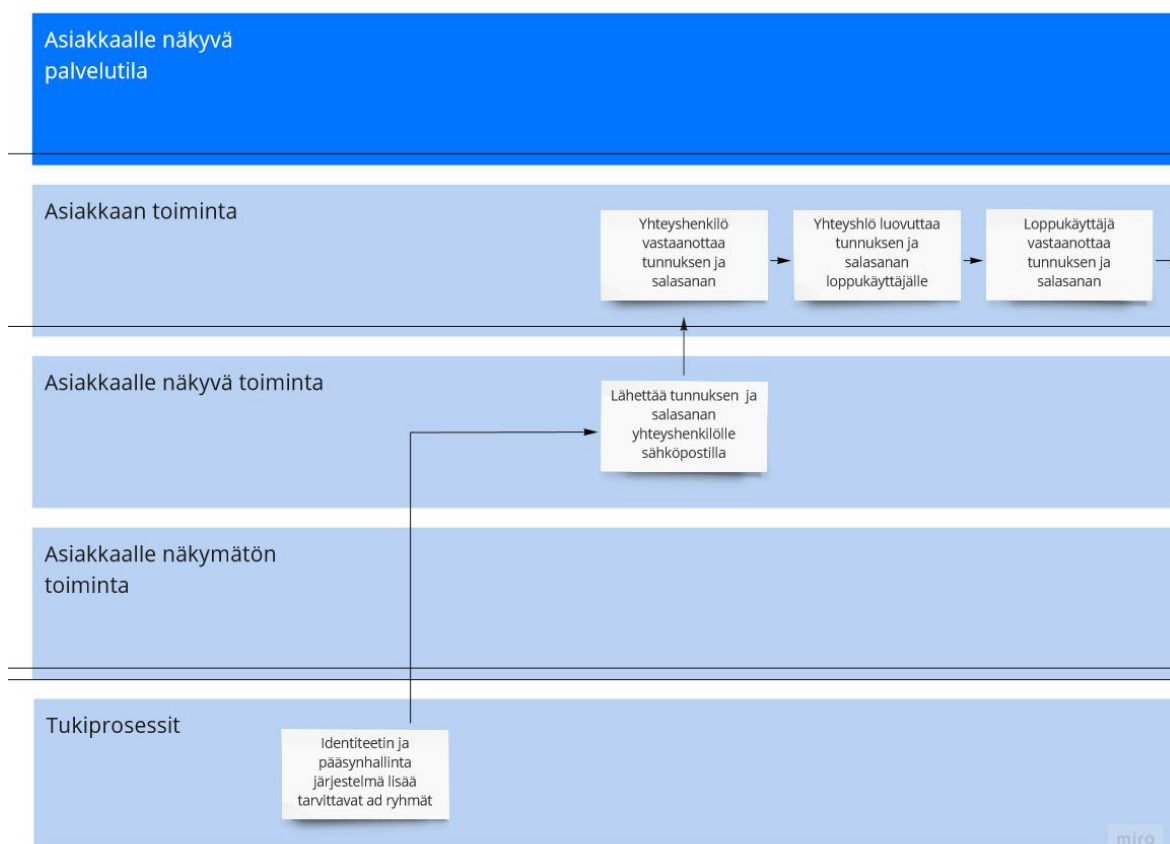 Asiakkaalle näkyvä
palvelutila
Asiakkaan toiminta
Yhteyshenkilö
vastaanottaa
tunnuksen ja
salasanan
Yhteyshlö luovuttaa
tunnuksen ja
salasanan
loppukäyttäjälle
Loppukäyttäjä
vastaanottaa
tunnuksen ja
salasanan
Asiakkaalle näkyvä toiminta
Lähettää tunnuksen ja
salasanan
yhteyshenkilölle
sähköpostilla
Asiakkaalle näkymätön
toiminta
Tukiprosessit
Identiteetin ja
pääsynhallinta
järjestelmä lisää
tarvittavat ad ryhmät
miro